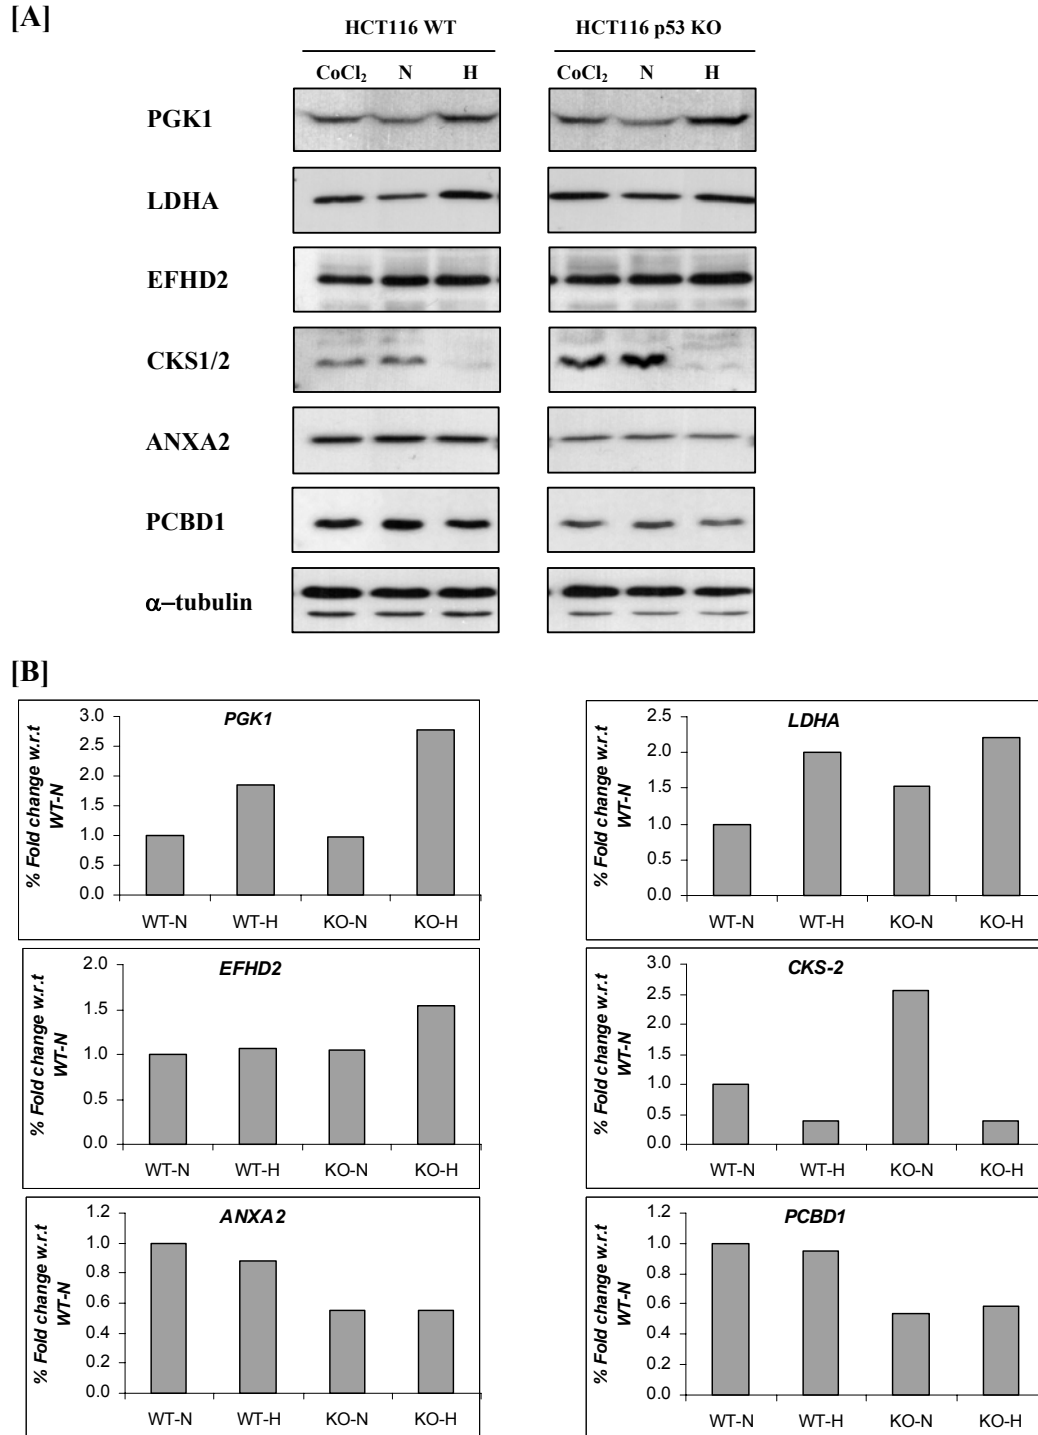 [A]
HCT116 WT
HCT116 p53 KO
CoCl₂ N H
CoCl₂ N H
PGK1
LDHA
EFHD2
CKS1/2
ANXA2
PCBD1
α–tubulin
[B]
PGK1
% Fold change w.r.t
WT-N
3.0
2.5
2.0
1.5
1.0
0.5
0.0
WT-N WT-H KO-N KO-H
LDHA
% Fold change w.r.t
WT-N
2.5
2.0
1.5
1.0
0.5
0.0
WT-N WT-H KO-N KO-H
EFHD2
% Fold change w.r.t
WT-N
2.0
1.5
1.0
0.5
0.0
WT-N WT-H KO-N KO-H
CKS-2
% Fold change w.r.t
WT-N
3.0
2.5
2.0
1.5
1.0
0.5
0.0
WT-N WT-H KO-N KO-H
ANXA2
% Fold change w.r.t
WT-N
1.2
1.0
0.8
0.6
0.4
0.2
0.0
WT-N WT-H KO-N KO-H
PCBD1
% Fold change w.r.t
WT-N
1.2
1.0
0.8
0.6
0.4
0.2
0.0
WT-N WT-H KO-N KO-H